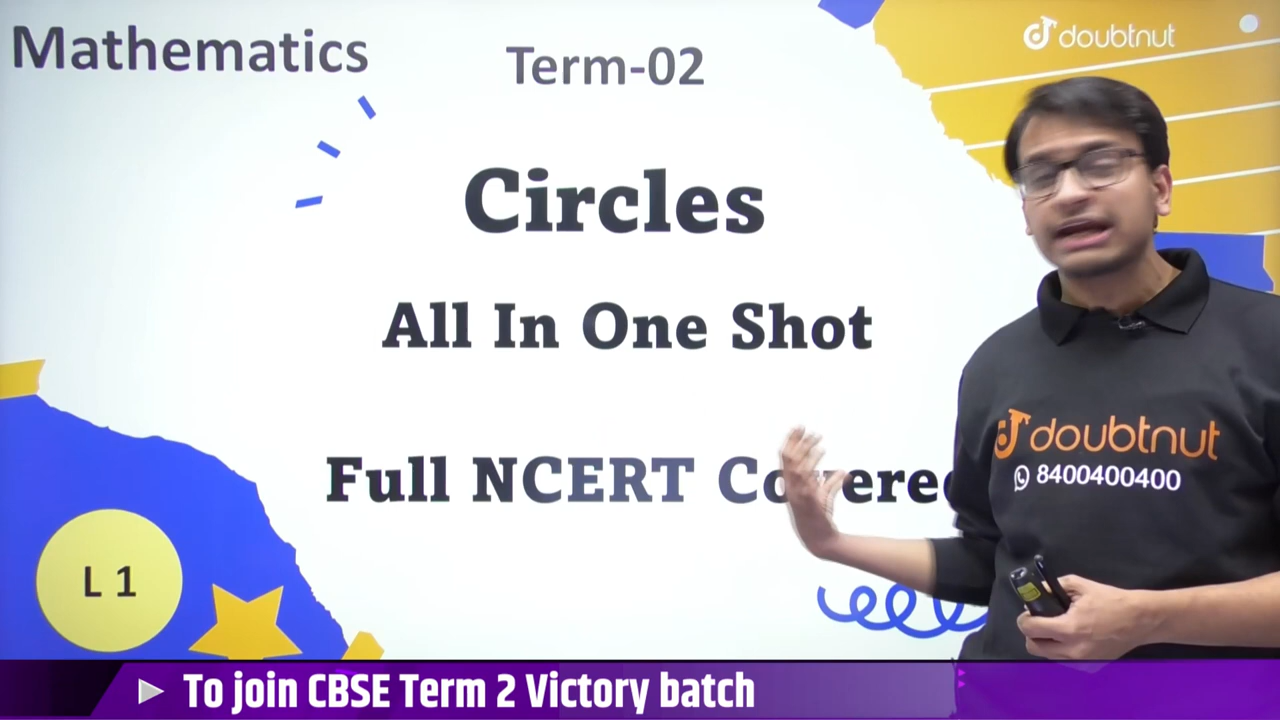 Mathematics
Term-02
doubtnut
Circles
All In One Shot
Full NCERT Covered
doubtnut
8400400400
L 1
To join CBSE Term 2 Victory batch